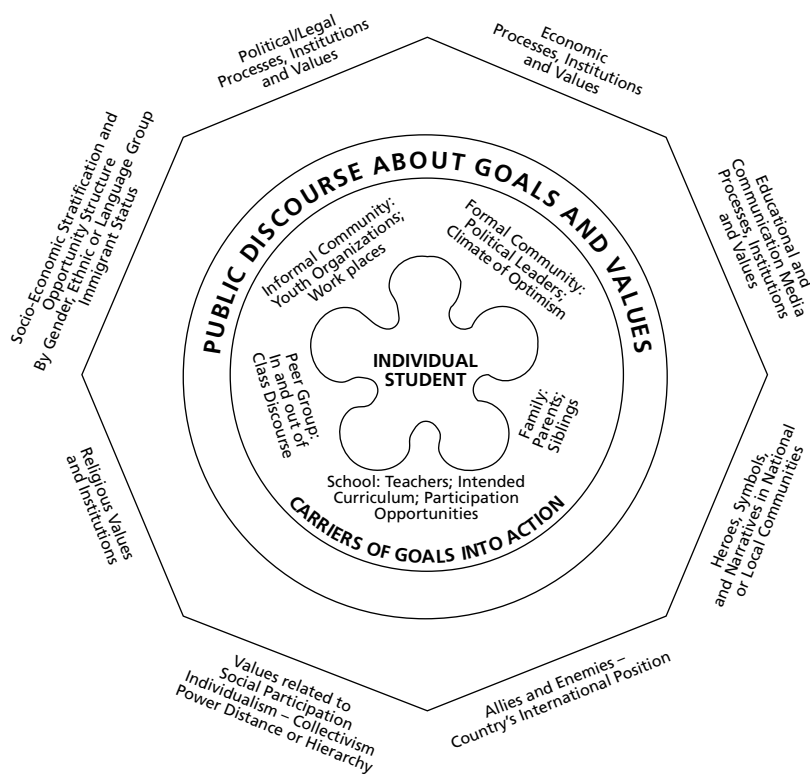 Political/Legal
Processes, Institutions
and Values
Economic
Processes, Institutions
and Values
Educational and
Communication Media
Processes, Institutions
and Values
Heroes, Symbols,
and Narratives in National
or Local Communities
Allies and Enemies –
Country's International Position
Values related to
Social Participation
Individualism – Collectivism
Power Distance or Hierarchy
Religious Values
and Institutions
Socio-Economic Stratification and
Opportunity Structure
By Gender, Ethnic or Language Group
Immigrant Status
PUBLIC DISCOURSE ABOUT GOALS AND VALUES
Informal Community:
Youth Organizations;
Work places
Formal Community:
Political Leaders;
Climate of Optimism
Peer Group:
In and out of
Class Discourse
INDIVIDUAL
STUDENT
Family:
Parents;
Siblings
School: Teachers; Intended
Curriculum; Participation
Opportunities
CARRIERS OF GOALS INTO ACTION